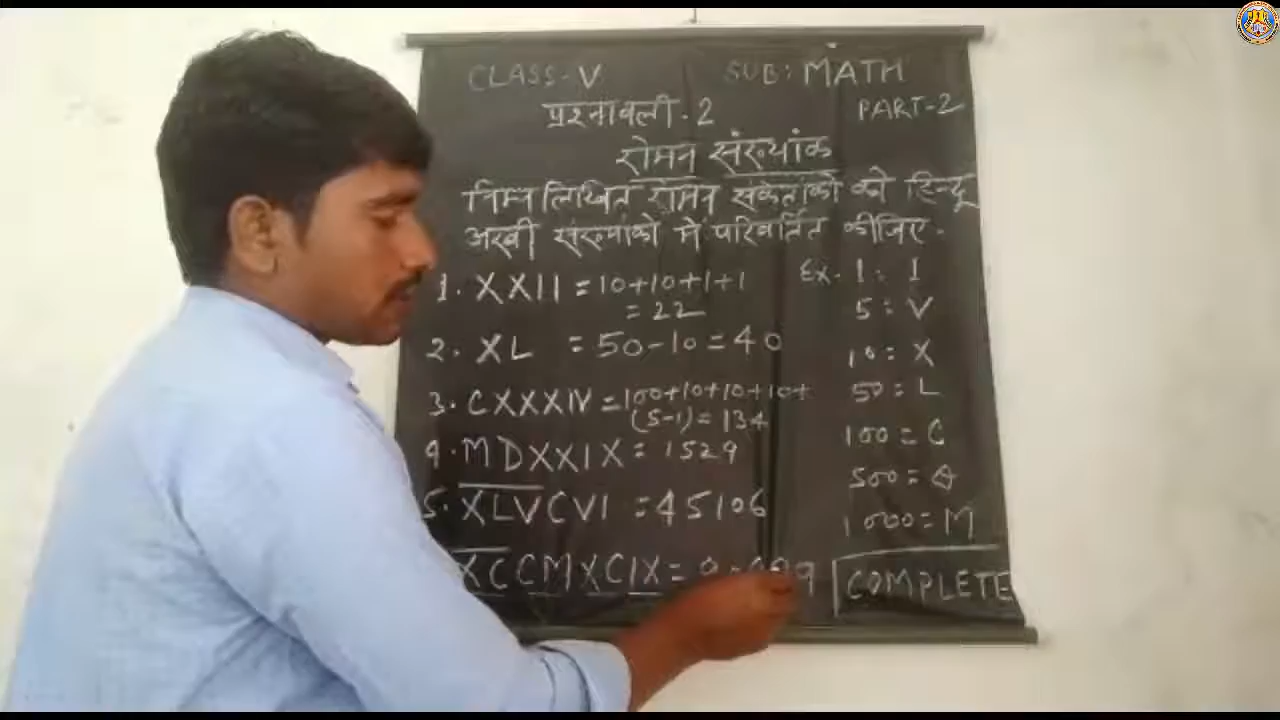 CLASS-V SUB: MATH
प्रश्नावली.2 PART-2
रोमन संख्यांक
निम्नलिखित रोमन संकेतांको को हिन्दू
अरबी संख्यांको में परिवर्तित कीजिए.
1. XXII = 10+10+1+1
= 22
Ex. 1 : I
5 : V
2. XL = 50-10=40
10 = X
3. CXXXIV = 100+10+10+10+
(5-1) = 134
50 = L
4. MDXXIX = 1529
100 = C
500 = D
5. X̅L̅V̅CVI = 45106
1000 = M
X̅C̅CMXCIX =
COMPLETE